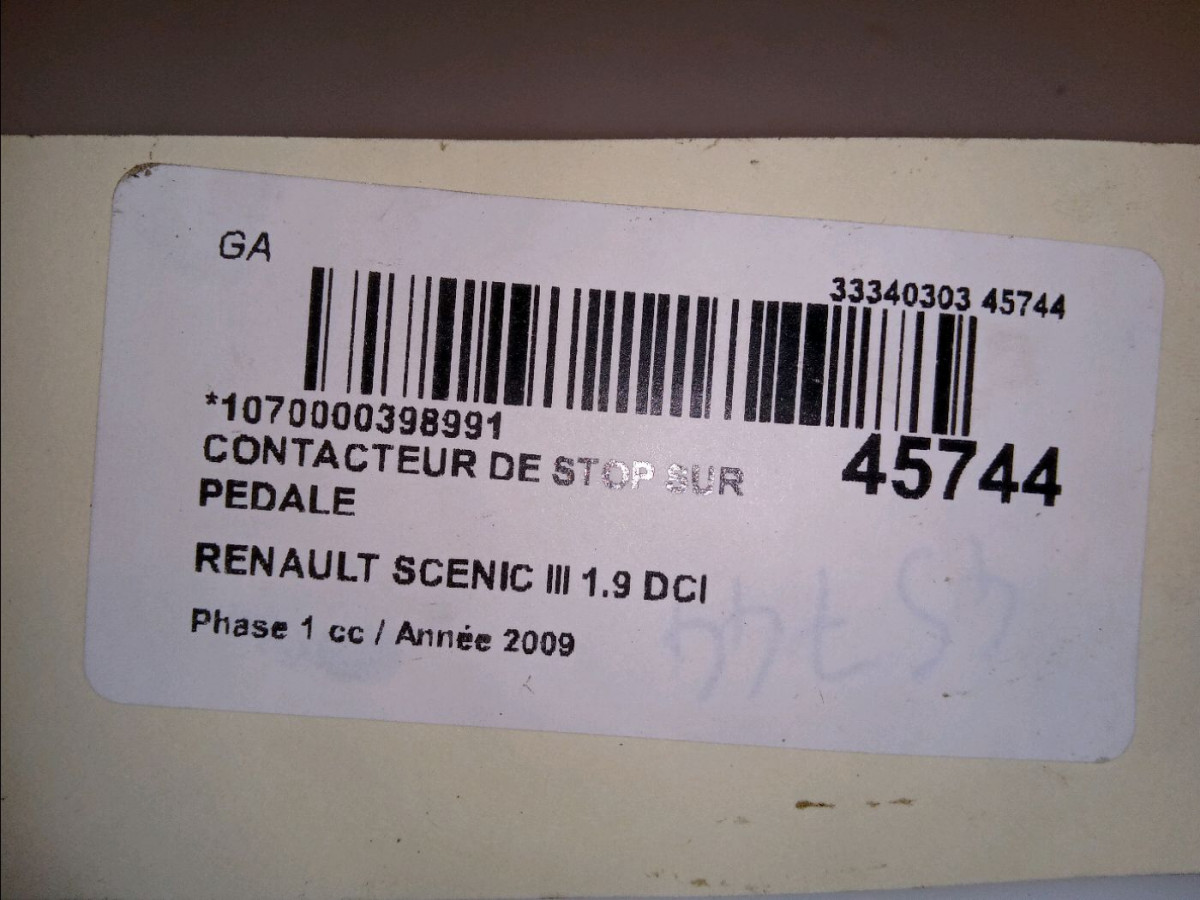 GA
33340303 45744
*1070000398991
CONTACTEUR DE STOP SUR
PEDALE
45744
RENAULT SCENIC III 1.9 DCI
Phase 1 cc / Année 2009
45744